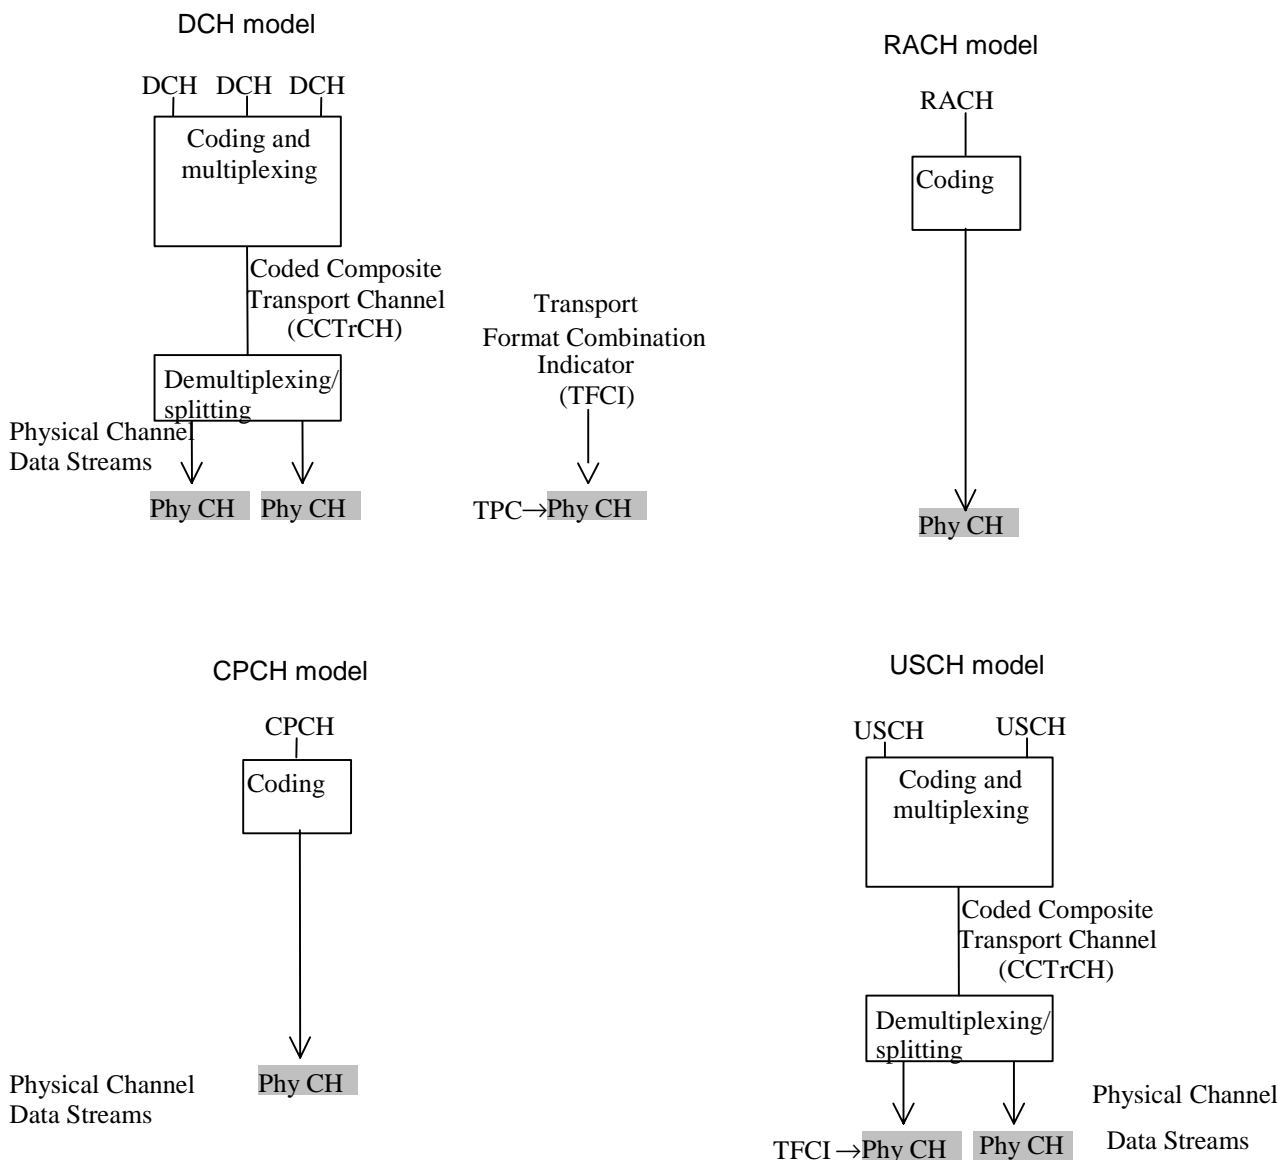 DCH model
DCH DCH DCH
Coding and
multiplexing
Coded Composite
Transport Channel
(CCTrCH)
Demultiplexing/
splitting
Physical Channel
Data Streams
Phy CH Phy CH
Transport
Format Combination
Indicator
(TFCI)
TPC→Phy CH
RACH model
RACH
Coding
Phy CH
CPCH model
CPCH
Coding
Physical Channel
Data Streams
Phy CH
USCH model
USCH USCH
Coding and
multiplexing
Coded Composite
Transport Channel
(CCTrCH)
Demultiplexing/
splitting
Physical Channel
Data Streams
TFCI→Phy CH Phy CH